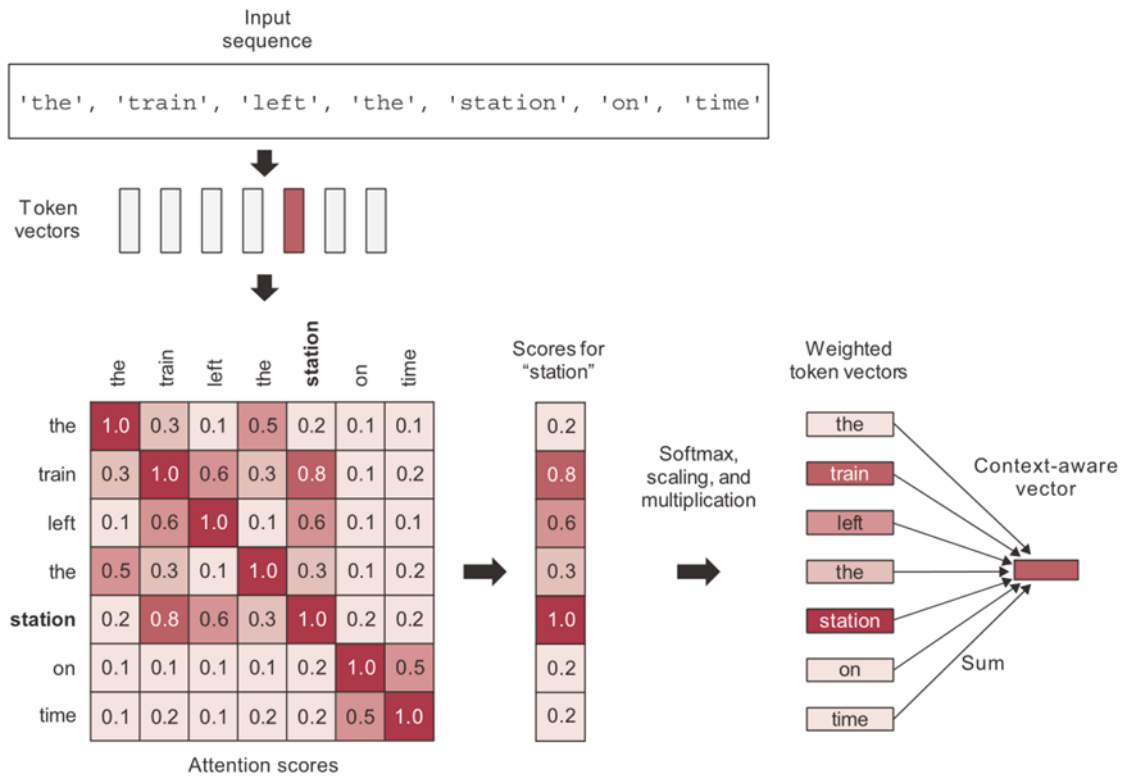 Input
sequence
'the', 'train', 'left', 'the', 'station', 'on', 'time'
Token
vectors
the train left the station on time
the 1.0 0.3 0.1 0.5 0.2 0.1 0.1
train 0.3 1.0 0.6 0.3 0.8 0.1 0.2
left 0.1 0.6 1.0 0.1 0.6 0.1 0.1
the 0.5 0.3 0.1 1.0 0.3 0.1 0.2
station 0.2 0.8 0.6 0.3 1.0 0.2 0.2
on 0.1 0.1 0.1 0.1 0.2 1.0 0.5
time 0.1 0.2 0.1 0.2 0.2 0.5 1.0
Attention scores
Scores for
“station”
0.2
0.8
0.6
0.3
1.0
0.2
0.2
Softmax,
scaling, and
multiplication
Weighted
token vectors
the
train
left
the
station
on
time
Sum
Context-aware
vector